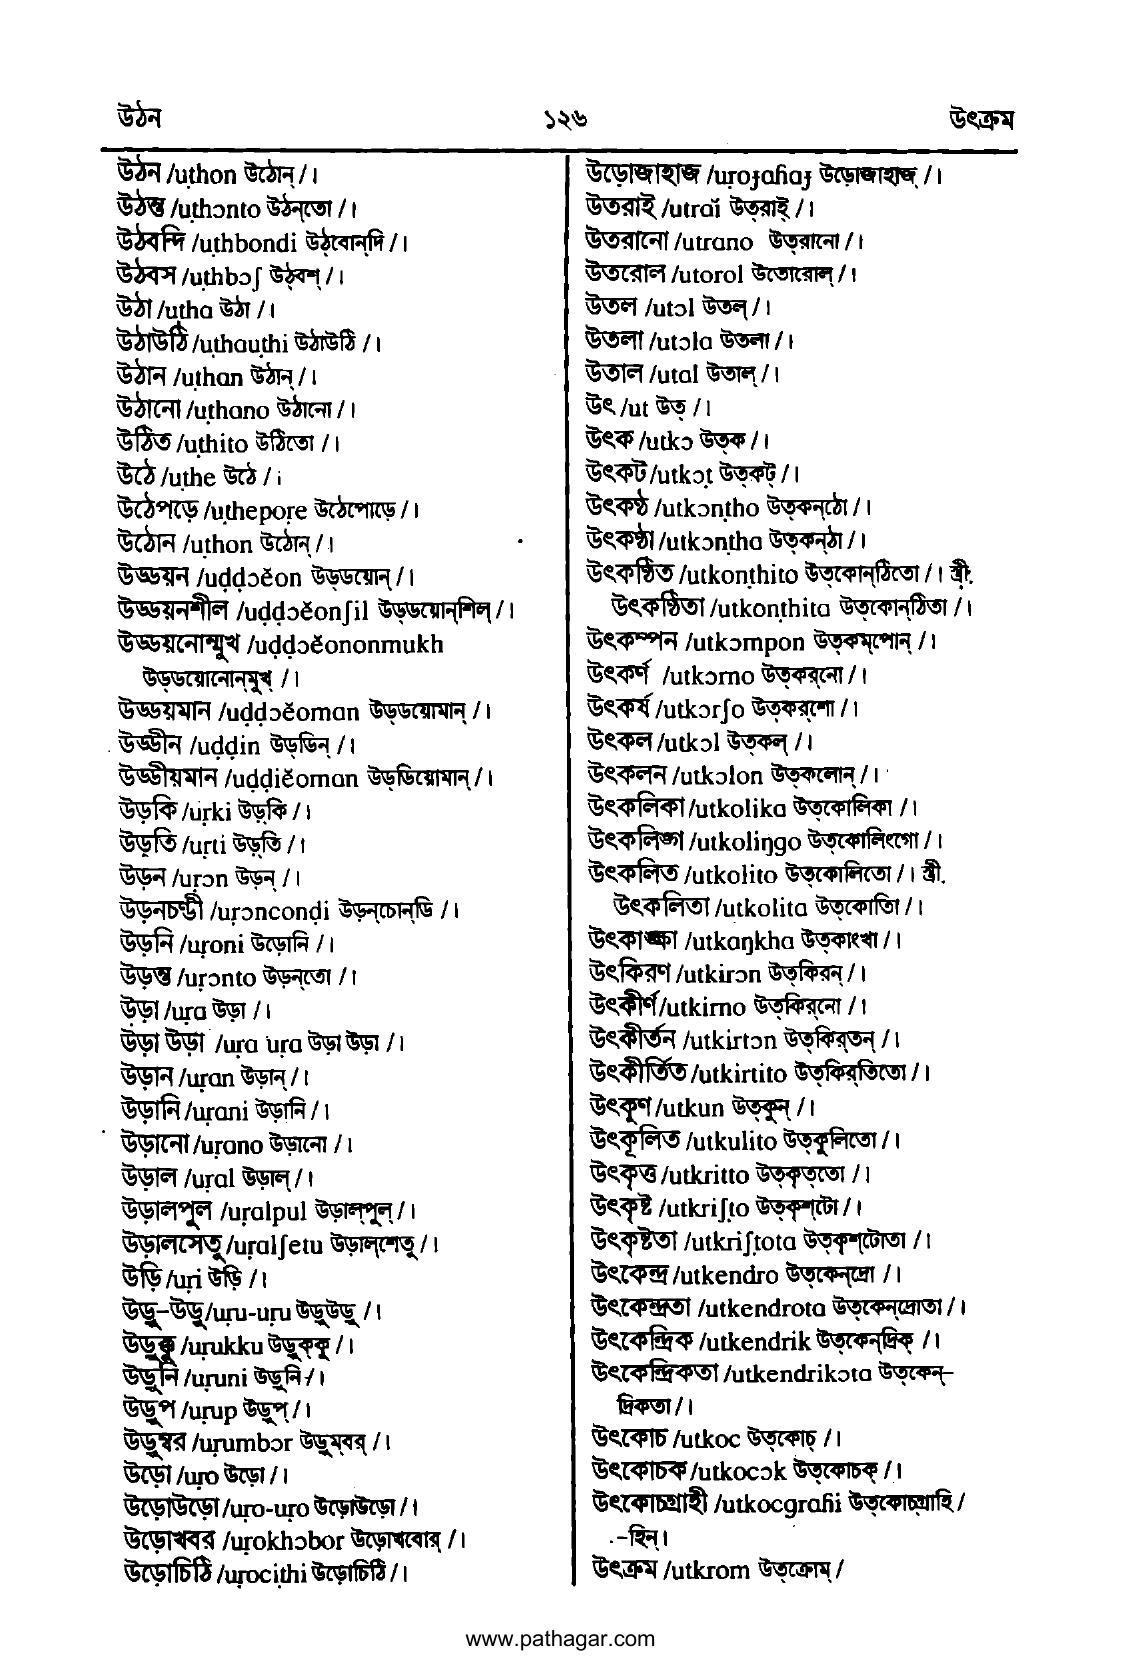 উঠন ১২৬ উৎক্রম
উঠন /uṭhon উঠোন্ /।
উঠন্ত /uṭhɔnto উঠন্‌তো /।
উঠবন্দি /uṭhbondi উঠ্‌বোন্‌দি /।
উঠবস /uṭhbɔʃ উঠ্‌বশ্ /।
উঠা /uṭha উঠা /।
উঠাউঠি /uṭhauṭhi উঠাউঠি /।
উঠান /uṭhan উঠান্ /।
উঠানো /uṭhano উঠানো /।
উঠিত /uṭhito উঠিতো /।
উঠে /uṭhe উঠে /।
উঠেপড়ে /uṭhepoṛe উঠেপোড়ে /।
উঠোন /uṭhon উঠোন্ /।
উড্ডয়ন /uḍḍɔĕon উড্‌ডয়োন্ /।
উড্ডয়নশীল /uḍḍɔĕonʃil উড্‌ডয়োন্‌শিল্ /।
উড্ডয়নোন্মুখ /uḍḍɔĕononmukh
উড্‌ডয়োনোন্‌মুখ্ /।
উড্ডয়মান /uḍḍɔĕoman উড্‌ডয়োমান্ /।
উড্ডীন /uḍḍin উড্‌ডিন্ /।
উড্ডীয়মান /uḍḍiĕoman উড্‌ডিয়োমান্ /।
উড়কি /uṛki উড়্‌কি /।
উড়তি /uṛti উড়্‌তি /।
উড়ন /uṛɔn উড়ন্ /।
উড়নচণ্ডী /uṛɔncondi উড়ন্‌চোন্‌ডি /।
উড়নি /uṛoni উড়োনি /।
উড়ন্ত /uṛɔnto উড়ন্‌তো /।
উড়া /uṛa উড়া /।
উড়া উড়া /uṛa uṛa উড়া উড়া /।
উড়ান /uṛan উড়ান্ /।
উড়ানি /uṛani উড়ানি /।
উড়ানো /uṛano উড়ানো /।
উড়াল /uṛal উড়াল্ /।
উড়ালপুল /uṛalpul উড়াল্‌পুল্ /।
উড়ালসেতু /uṛalʃetu উড়াল্‌শেতু /।
উড়ি /uṛi উড়ি /।
উড়ু-উড়ু /uṛu-uṛu উড়ুউড়ু /।
উড়ুক্কু /uṛukku উড়ুক্‌কু /।
উড়ুনি /uṛuni উড়ুনি /।
উড়ুপ /uṛup উড়ুপ্ /।
উড়ুম্বর /uṛumbɔr উড়ুম্‌বর্ /।
উড়ো /uṛo উড়ো /।
উড়োউড়ো /uṛo-uṛo উড়োউড়ো /।
উড়োখবর /uṛokhɔbor উড়োখবোর্ /।
উড়োচিঠি /uṛociṭhi উড়োচিঠি /।
উড়োজাহাজ /uṛoɟaɦaɟ উড়োজাহাজ্ /।
উতরাই /utraĭ উত্‌রাই্ /।
উতরানো /utrano উত্‌রানো /।
উতরোল /utorol উতোরোল্ /।
উতল /utɔl উতল্ /।
উতলা /utɔla উতলা /।
উতাল /utal উতাল্ /।
উৎ /ut উত্ /।
উৎক /utkɔ উত্‌ক /।
উৎকট /utkɔṭ উত্‌কট্ /।
উৎকণ্ঠ /utkɔnṭho উত্‌কন্‌ঠো /।
উৎকণ্ঠা /utkɔnṭha উত্‌কন্‌ঠা /।
উৎকণ্ঠিত /utkonṭhito উত্‌কোন্‌ঠিতো /। স্ত্রী.
উৎকণ্ঠিতা /utkonṭhita উত্‌কোন্‌ঠিতা /।
উৎকম্পন /utkɔmpon উত্‌কম্‌পোন্ /।
উৎকর্ণ /utkɔrno উত্‌কর্‌নো /।
উৎকর্ষ /utkɔrʃo উত্‌কর্‌শো /।
উৎকল /utkɔl উত্‌কল্ /।
উৎকলন /utkɔlon উত্‌কলোন্ /।
উৎকলিকা /utkolika উত্‌কোলিকা /।
উৎকলিঙ্গ /utkoliŋgo উত্‌কোলিংগো /।
উৎকলিত /utkolito উত্‌কোলিতো /। স্ত্রী.
উৎকলিতা /utkolita উত্‌কোতিা /।
উৎকাঙ্ক্ষা /utkaŋkha উত্‌কাংখা /।
উৎকিরণ /utkirɔn উত্‌কিরন্ /।
উৎকীর্ণ /utkirno উত্‌কির্‌নো /।
উৎকীর্তন /utkirtɔn উত্‌কির্‌তন্ /।
উৎকীর্তিত /utkirtito উত্‌কির্‌তিতো /।
উৎকূণ /utkun উত্‌কুন্ /।
উৎকূলিত /utkulito উত্‌কুলিতো /।
উৎকৃত্ত /utkritto উত্‌কৃত্‌তো /।
উৎকৃষ্ট /utkriʃṭo উত্‌কৃশ্‌টো /।
উৎকৃষ্টতা /utkriʃṭota উত্‌কৃশ্‌টোতা /।
উৎকেন্দ্র /utkendro উত্‌কেন্‌দ্রো /।
উৎকেন্দ্রতা /utkendrota উত্‌কেন্‌দ্রোতা /।
উৎকেন্দ্রিক /utkendrik উত্‌কেন্‌দ্রিক্ /।
উৎকেন্দ্রিকতা /utkendrikɔta উত্‌কেন্‌-
দ্রিকতা /।
উৎকোচ /utkoc উত্‌কোচ্ /।
উৎকোচক /utkocɔk উত্‌কোচক্ /।
উৎকোচগ্রাহী /utkocgraɦi উত্‌কোচ্‌গ্রাহি /
-হিন্।
উৎক্রম /utkrom উত্‌ক্রোম্ /
www.pathagar.com